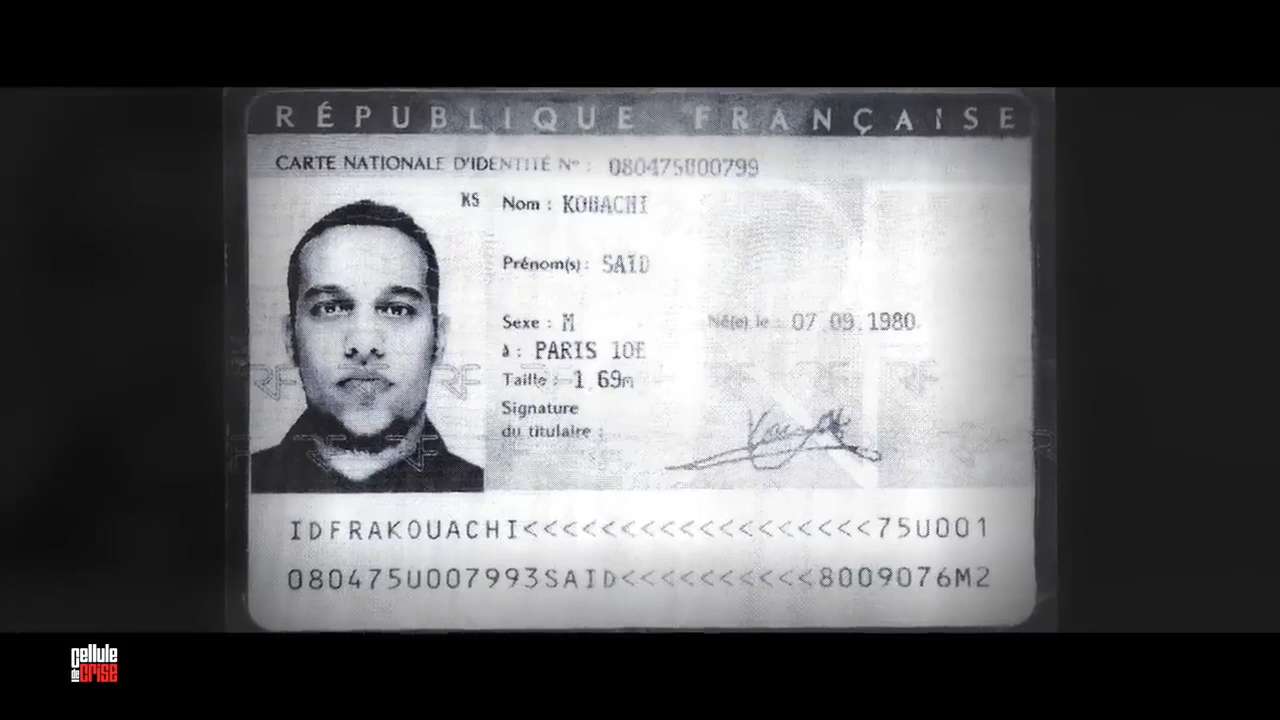 RÉPUBLIQUE FRANÇAISE
CARTE NATIONALE D'IDENTITÉ N° : 080475U00799
KS Nom : KOUACHI
Prénom(s) : SAID
Sexe : M Né(e) le : 07.09.1980
à : PARIS 10E
Taille : 1,69m
Signature
du titulaire :
IDFRAKOUACHI<<<<<<<<<<<<<<<<<<<75U001
080475U007993SAID<<<<<<<<<<<8009076M2
cellule
de crise